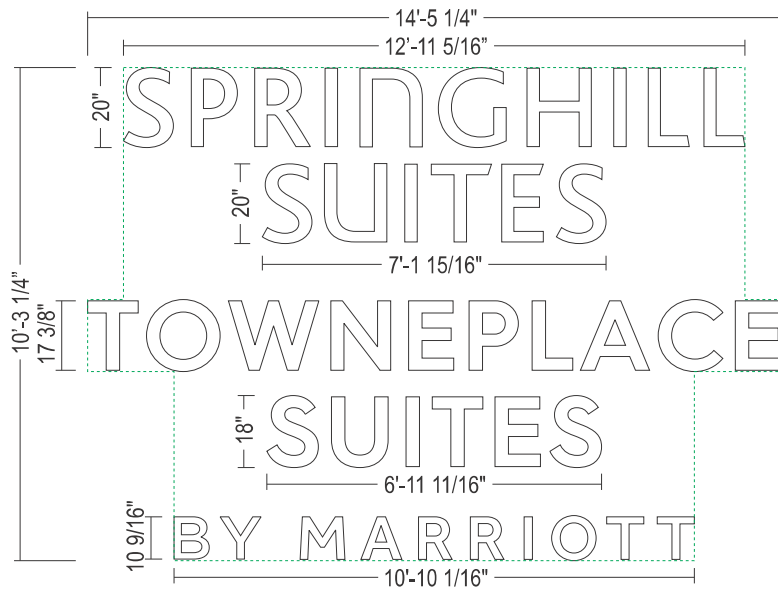 14'-5 1/4"
12'-11 5/16"
20"
SPRINGHILL
20"
SUITES
7'-1 15/16"
10'-3 1/4"
17 3/8"
TOWNEPLACE
18"
SUITES
6'-11 11/16"
10 9/16"
BY MARRIOTT
10'-10 1/16"